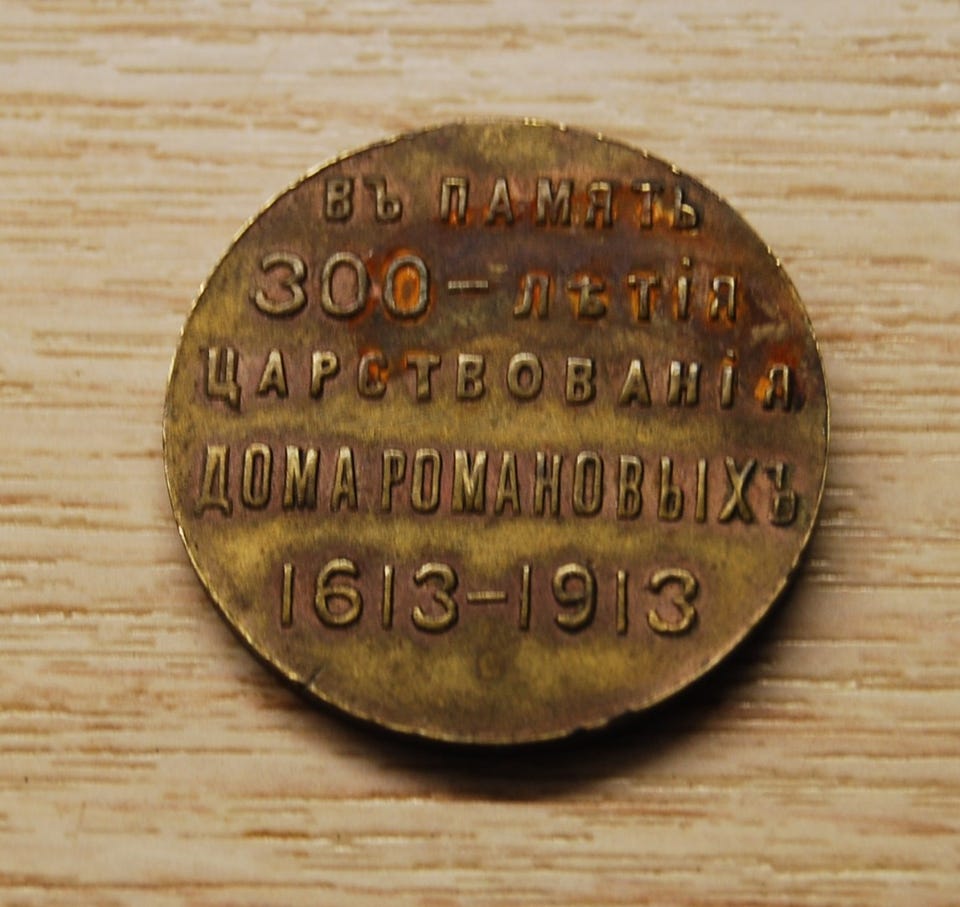 ВЪ ПАМЯТЬ
300-ЛѢТІЯ
ЦАРСТВОВАНІЯ
ДОМА РОМАНОВЫХЪ
1613-1913